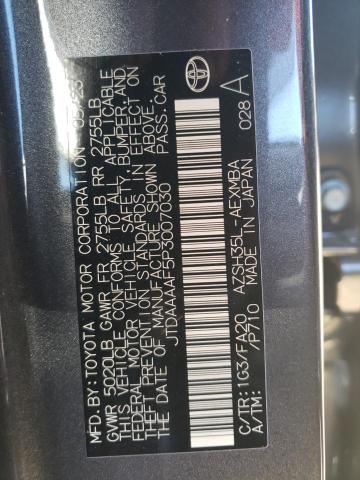 MFD.BY:TOYOTA MOTOR CORPORATION
GVWR 5020LB GAWR FR 2755LB RR 2755LB
THIS VEHICLE CONFORMS TO ALL APPLICABLE
FEDERAL MOTOR VEHICLE SAFETY, BUMPER, AND
THEFT PREVENTION STANDARDS IN EFFECT ON
THE DATE OF MANUFACTURE SHOWN ABOVE.
JTDAAAAF5P3007030 PASS.CAR
C/TR:1G3/FA20 AZSH35L-AEXMBA
A/TM: /P710 MADE IN JAPAN
028 A